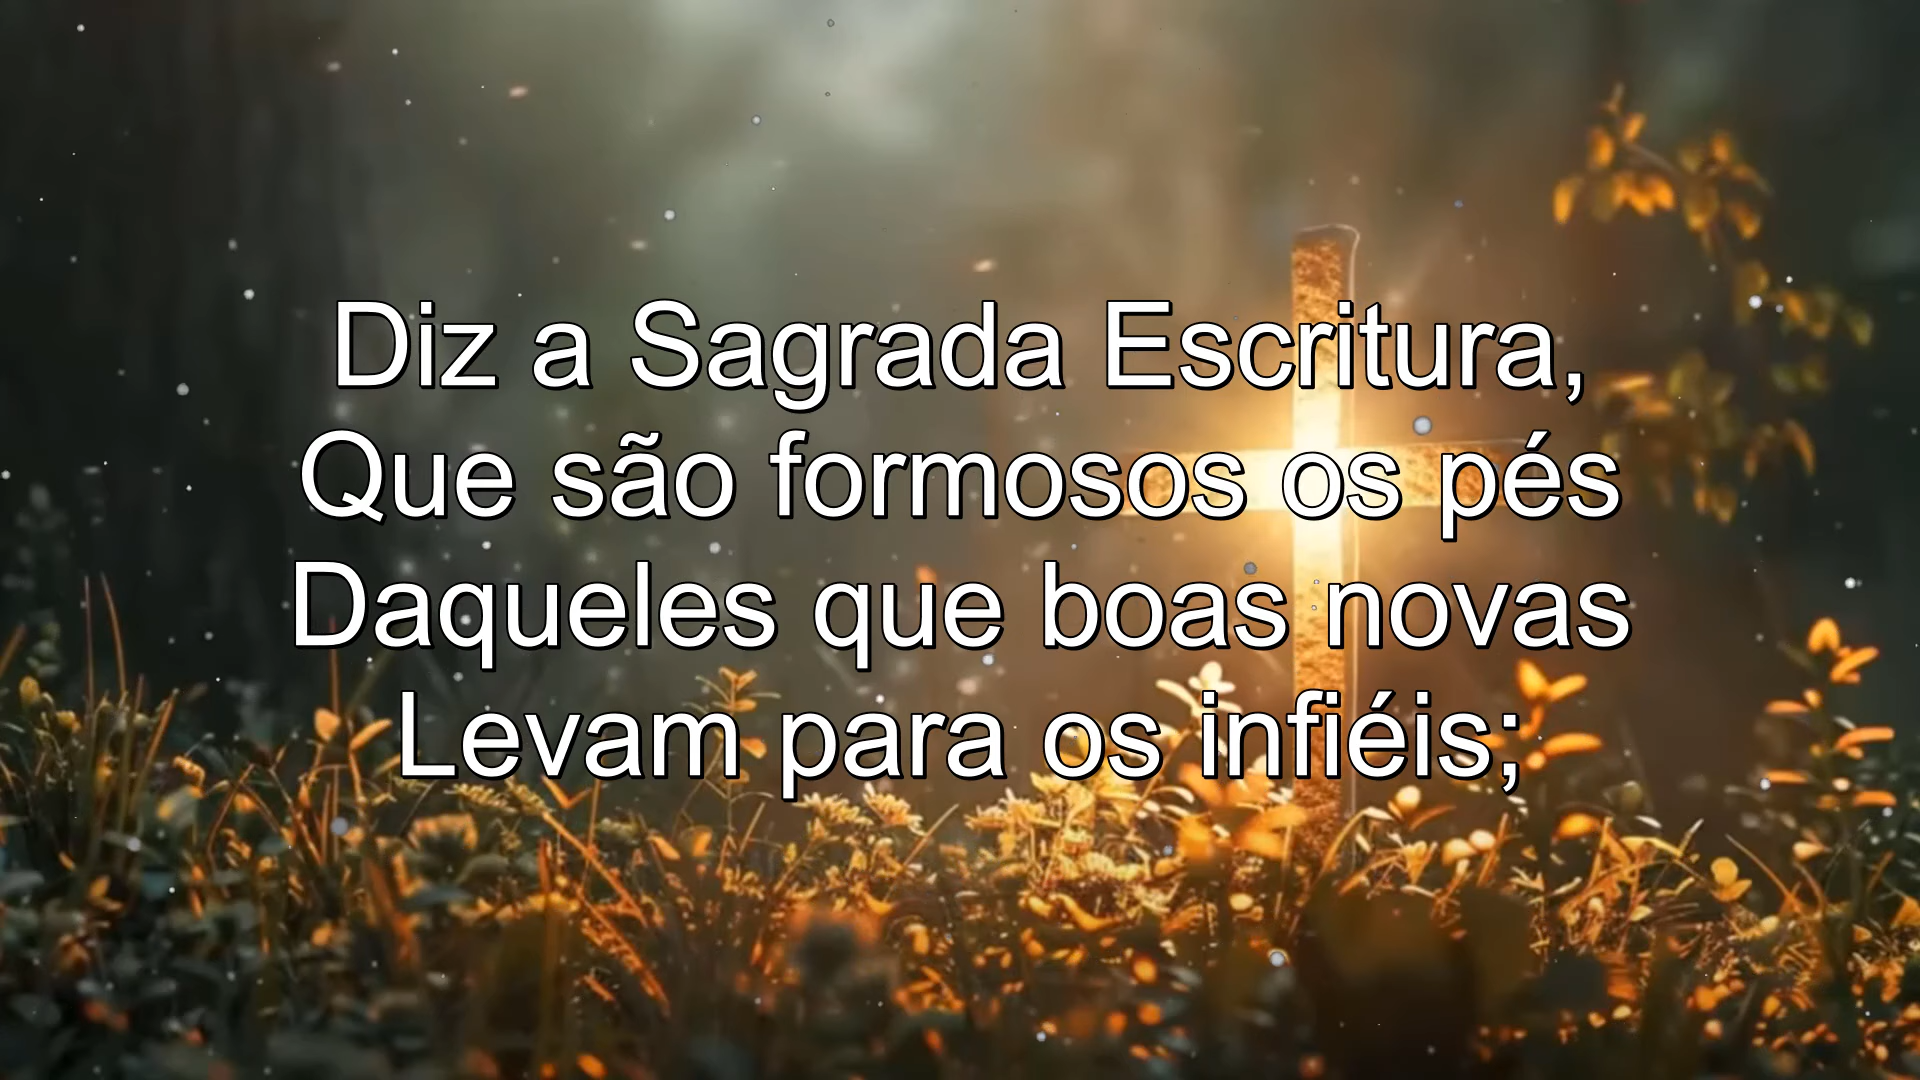 Diz a Sagrada Escritura,
Que são formosos os pés
Daqueles que boas novas
Levam para os infiéis;